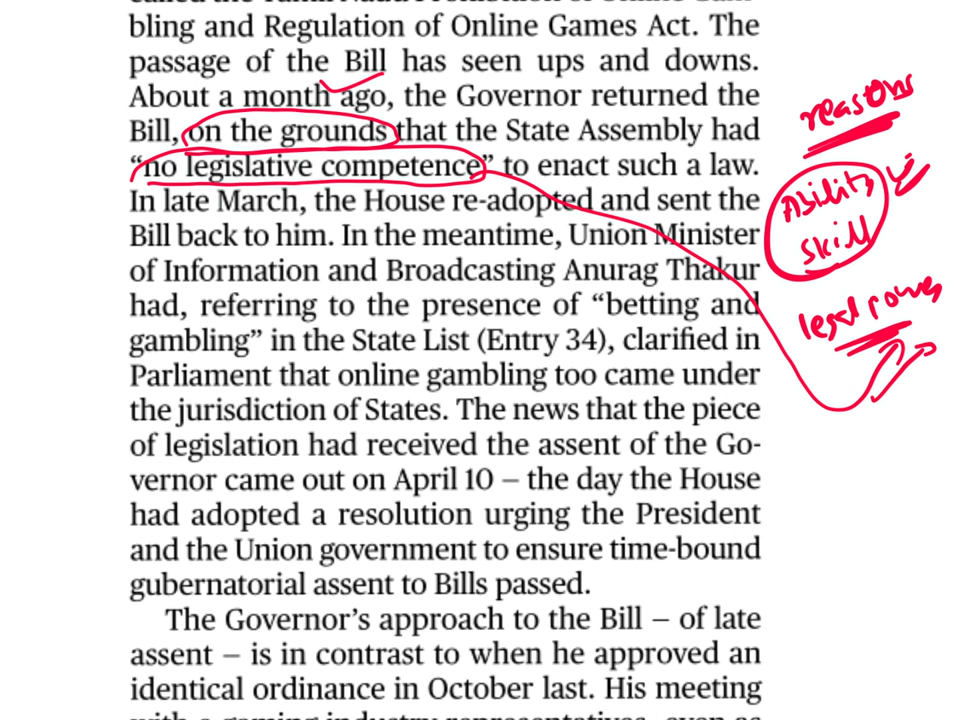 bling and Regulation of Online Games Act. The
passage of the Bill has seen ups and downs.
About a month ago, the Governor returned the
Bill, on the grounds that the State Assembly had
“no legislative competence” to enact such a law.
In late March, the House re-adopted and sent the
Bill back to him. In the meantime, Union Minister
of Information and Broadcasting Anurag Thakur
had, referring to the presence of “betting and
gambling” in the State List (Entry 34), clarified in
Parliament that online gambling too came under
the jurisdiction of States. The news that the piece
of legislation had received the assent of the Go-
vernor came out on April 10 – the day the House
had adopted a resolution urging the President
and the Union government to ensure time-bound
gubernatorial assent to Bills passed.
The Governor’s approach to the Bill – of late
assent – is in contrast to when he approved an
identical ordinance in October last. His meeting
reasons
Ability
skill
legal power